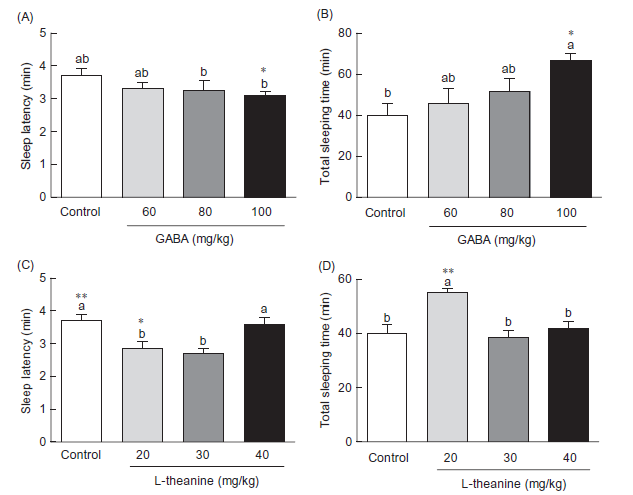 (A)
Sleep latency (min)
5
4
3
2
1
0
ab
ab
b
*
b
Control
60
80
100
GABA (mg/kg)
(B)
Total sleeping time (min)
80
60
40
20
0
b
ab
ab
*
a
Control
60
80
100
GABA (mg/kg)
(C)
Sleep latency (min)
5
4
3
2
1
0
**
a
*
b
b
a
Control
20
30
40
L-theanine (mg/kg)
(D)
Total sleeping time (min)
60
40
20
0
b
**
a
b
b
Control
20
30
40
L-theanine (mg/kg)